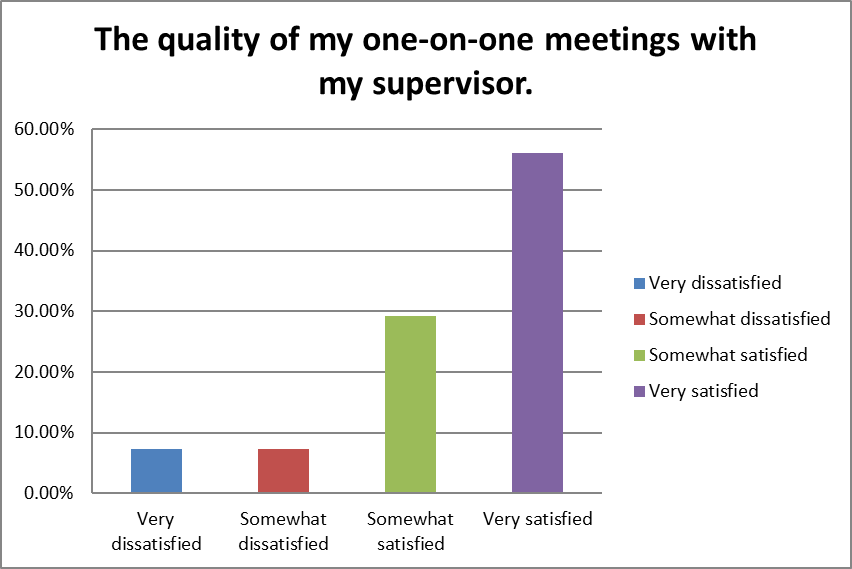 The quality of my one-on-one meetings with
my supervisor.
60.00%
50.00%
40.00%
30.00%
20.00%
10.00%
0.00%
Very
dissatisfied
Somewhat
dissatisfied
Somewhat
satisfied
Very satisfied
Very dissatisfied
Somewhat dissatisfied
Somewhat satisfied
Very satisfied